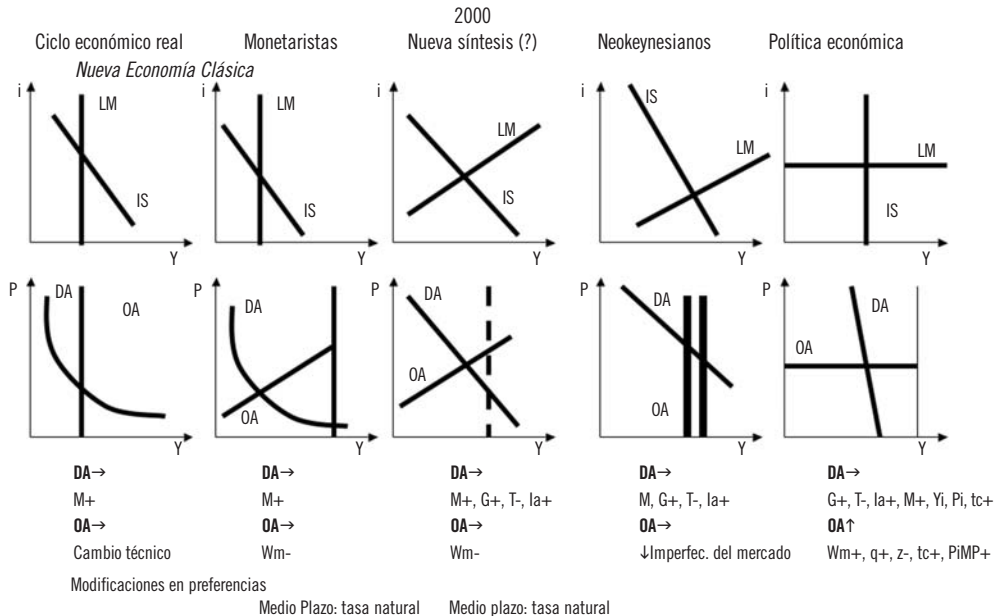 2000
Ciclo económico real Monetaristas Nueva síntesis (?) Neokeynesianos Política económica
Nueva Economía Clásica
i LM IS Y
LM IS Y
LM IS Y
i IS LM Y
i LM IS Y
P DA OA Y
P DA OA Y
P DA OA Y
P DA OA Y
P DA OA Y
DA→ DA→ DA→ DA→ DA→
M+ M+ M+, G+, T-, Ia+ M, G+, T-, Ia+ G+, T-, Ia+, M+, Yi, Pi, tc+
OA→ OA→ OA→ OA→ OA↑
Cambio técnico Wm- Wm- ↓Imperfec. del mercado Wm+, q+, z-, tc+, PiMP+
Modificaciones en preferencias
Medio Plazo: tasa natural Medio plazo: tasa natural